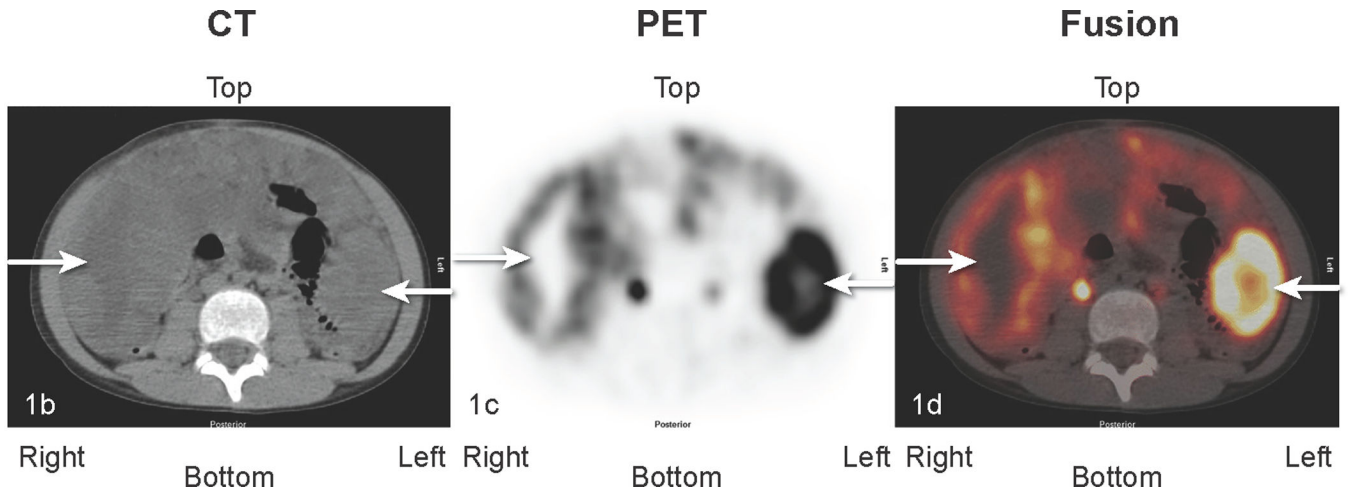 CT PET Fusion
Top Top Top
Left Left Left
1b 1c 1d
Posterior Posterior Posterior
Right Left Right Left Right Left
Bottom Bottom Bottom